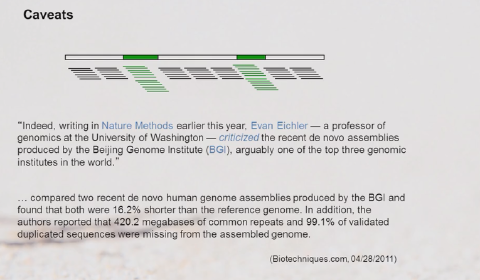 Caveats
"Indeed, writing in Nature Methods earlier this year, Evan Eichler — a professor of
genomics at the University of Washington — criticized the recent de novo assemblies
produced by the Beijing Genome Institute (BGI), arguably one of the top three genomic
institutes in the world."
... compared two recent de novo human genome assemblies produced by the BGI and
found that both were 16.2% shorter than the reference genome. In addition, the
authors reported that 420.2 megabases of common repeats and 99.1% of validated
duplicated sequences were missing from the assembled genome.
(Biotechniques.com, 04/28/2011)